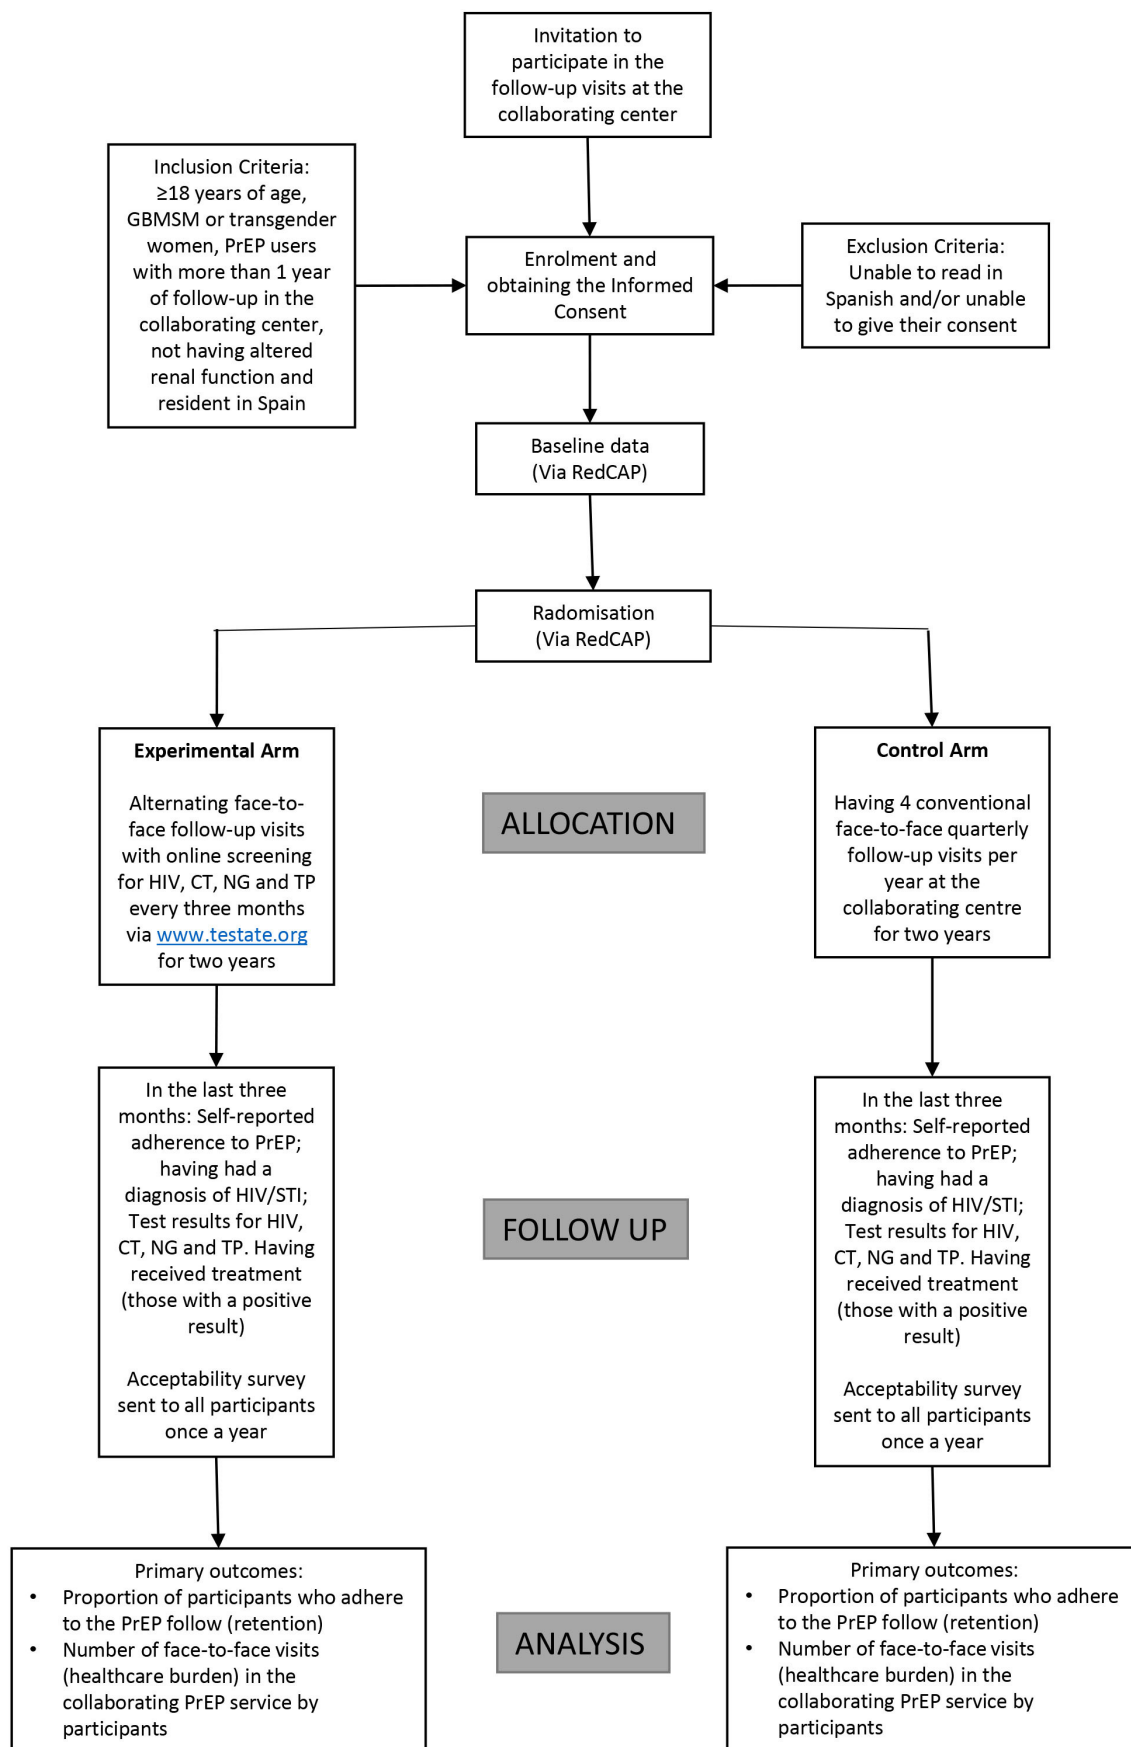 Invitation to
participate in the
follow-up visits at the
collaborating center
Inclusion Criteria:
≥18 years of age,
GBMSM or transgender
women, PrEP users
with more than 1 year
of follow-up in the
collaborating center,
not having altered
renal function and
resident in Spain
Enrolment and
obtaining the Informed
Consent
Exclusion Criteria:
Unable to read in
Spanish and/or unable
to give their consent
Baseline data
(Via RedCAP)
Radomisation
(Via RedCAP)
Experimental Arm
Alternating face-to-
face follow-up visits
with online screening
for HIV, CT, NG and TP
every three months
via www.testate.org
for two years
ALLOCATION
Control Arm
Having 4 conventional
face-to-face quarterly
follow-up visits per
year at the
collaborating centre
for two years
In the last three
months: Self-reported
adherence to PrEP;
having had a
diagnosis of HIV/STI;
Test results for HIV,
CT, NG and TP. Having
received treatment
(those with a positive
result)
Acceptability survey
sent to all participants
once a year
FOLLOW UP
In the last three
months: Self-reported
adherence to PrEP;
having had a
diagnosis of HIV/STI;
Test results for HIV,
CT, NG and TP. Having
received treatment
(those with a positive
result)
Acceptability survey
sent to all participants
once a year
Primary outcomes:
• Proportion of participants who adhere
to the PrEP follow (retention)
• Number of face-to-face visits
(healthcare burden) in the
collaborating PrEP service by
participants
ANALYSIS
Primary outcomes:
• Proportion of participants who adhere
to the PrEP follow (retention)
• Number of face-to-face visits
(healthcare burden) in the
collaborating PrEP service by
participants